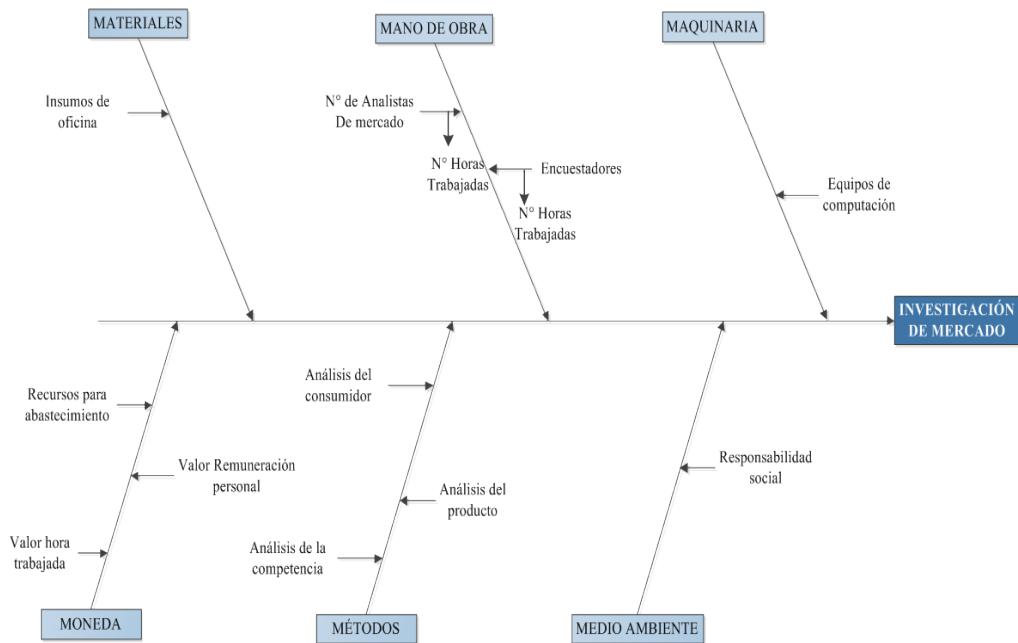 MATERIALES
MANO DE OBRA
MAQUINARIA
Insumos de
oficina
N° de Analistas
De mercado
N° Horas
Trabajadas
Encuestadores
N° Horas
Trabajadas
Equipos de
computación
INVESTIGACIÓN
DE MERCADO
Recursos para
abastecimiento
Valor Remuneración
personal
Valor hora
trabajada
Análisis del
consumidor
Análisis del
producto
Análisis de la
competencia
Responsabilidad
social
MONEDA
MÉTODOS
MEDIO AMBIENTE